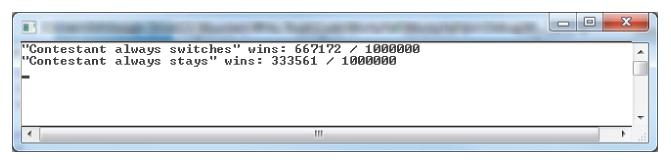 "Contestant always switches" wins: 667172 / 1000000
"Contestant always stays" wins: 333561 / 1000000